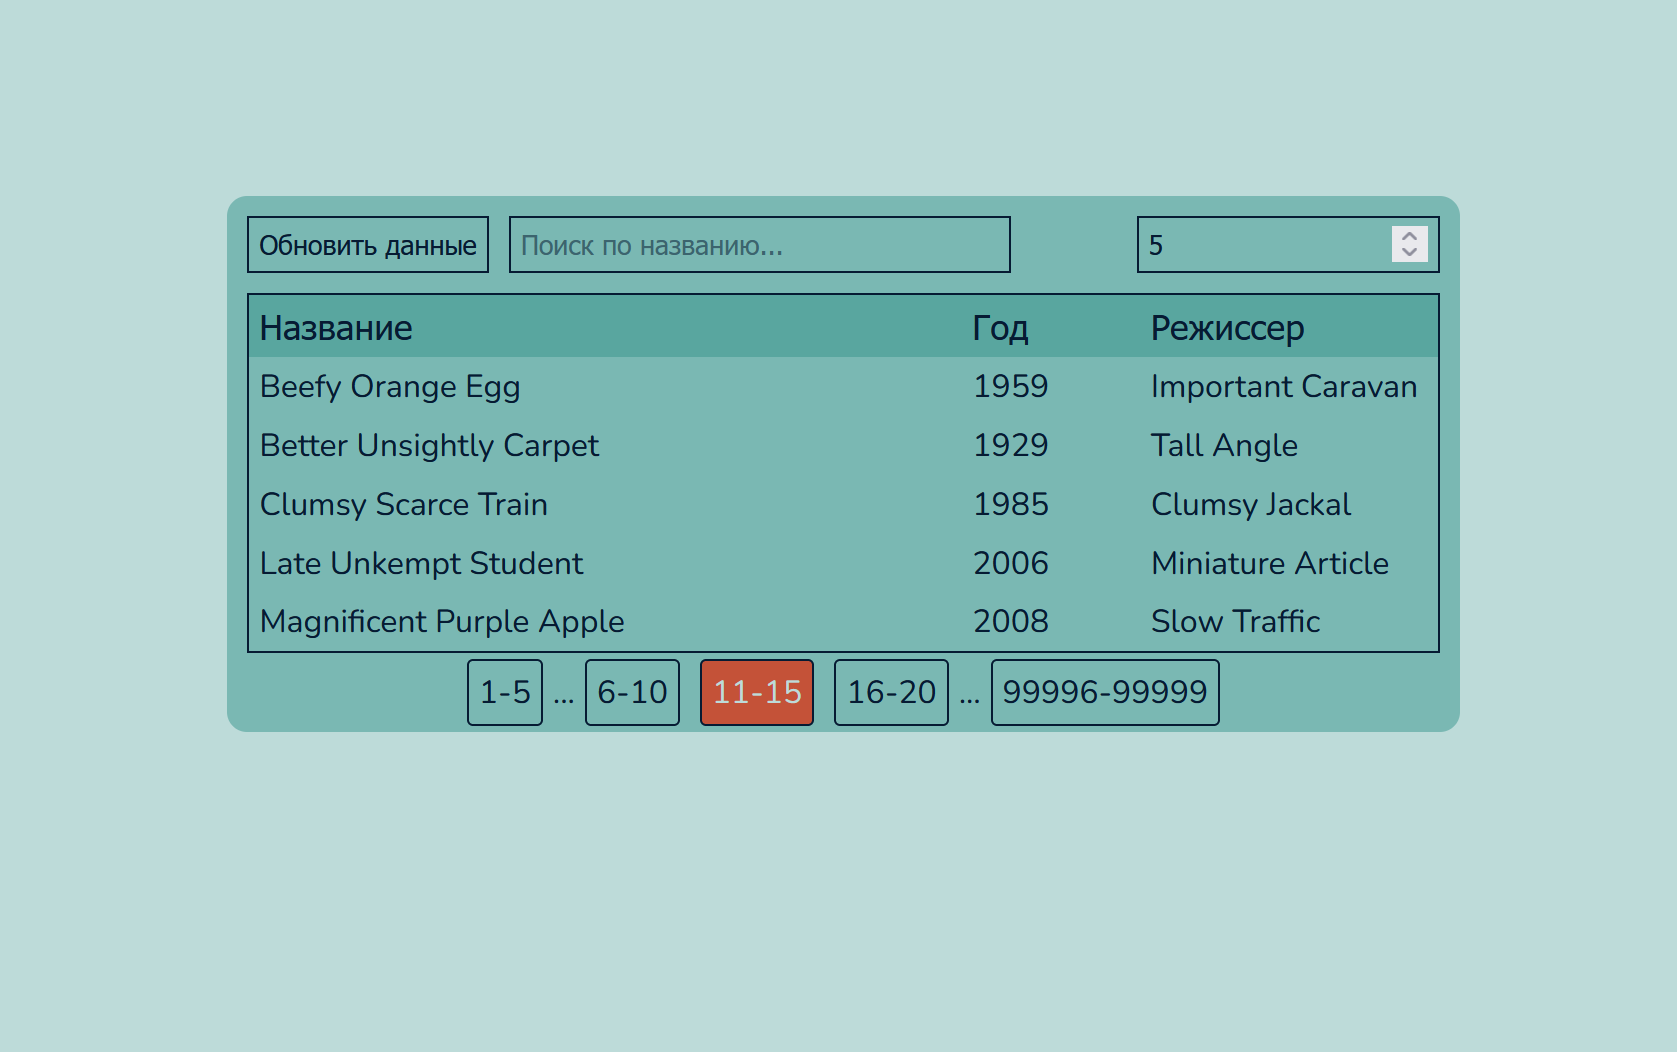 Обновить данные Поиск по названию... 5
Название Год Режиссер
Beefy Orange Egg 1959 Important Caravan
Better Unsightly Carpet 1929 Tall Angle
Clumsy Scarce Train 1985 Clumsy Jackal
Late Unkempt Student 2006 Miniature Article
Magnificent Purple Apple 2008 Slow Traffic
1-5 ... 6-10 11-15 16-20 ... 99996-99999